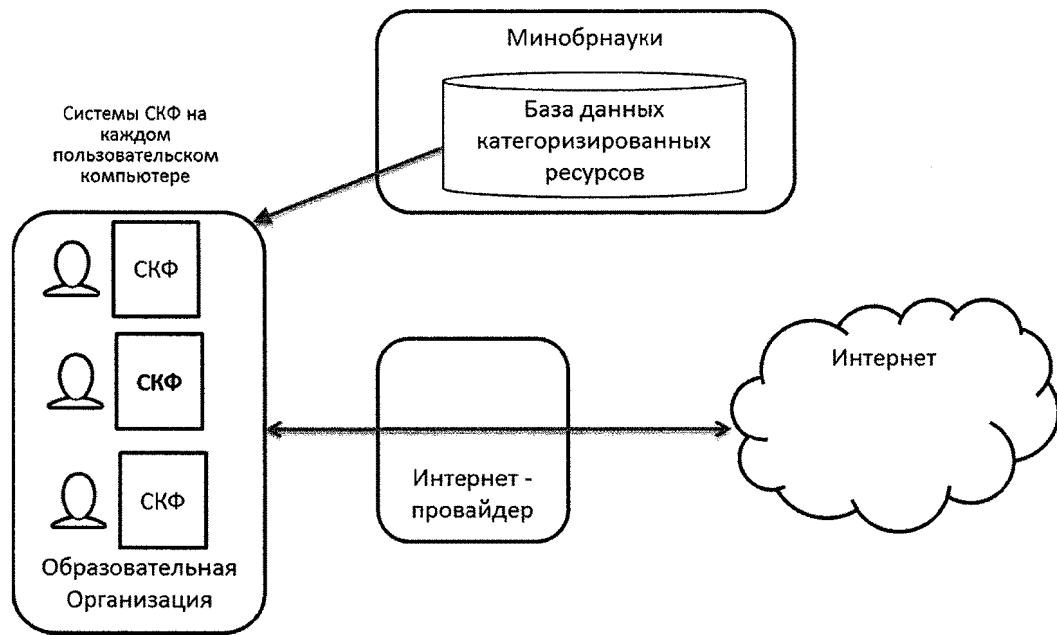 Минобрнауки
База данных
категоризированных
ресурсов
Системы СКФ на
каждом
пользовательском
компьютере
СКФ
СКФ
СКФ
Образовательная
Организация
Интернет -
провайдер
Интернет